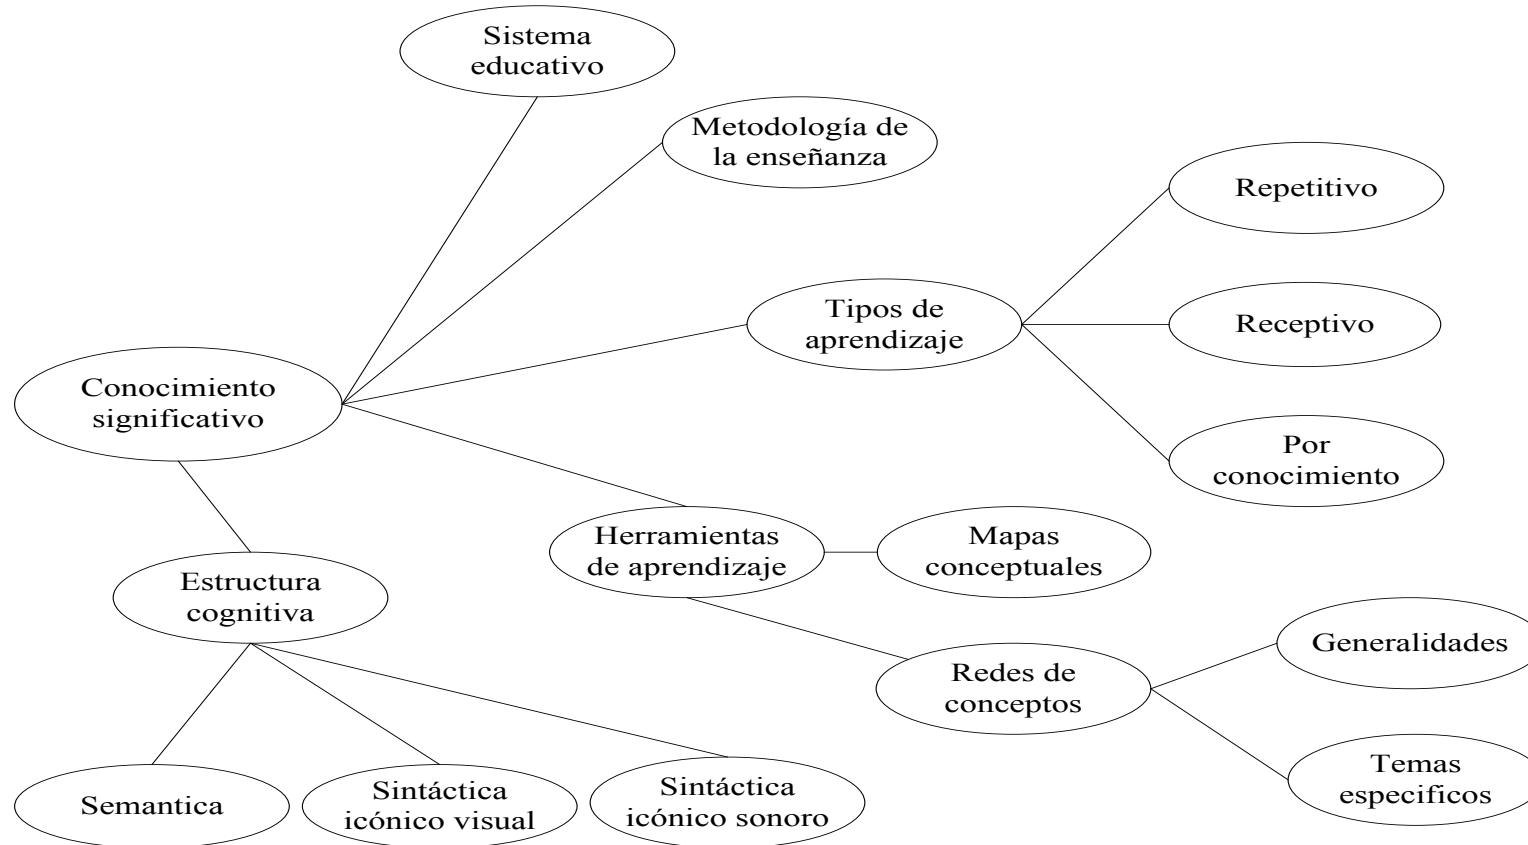 Sistema
educativo
Metodología de
la enseñanza
Repetitivo
Tipos de
aprendizaje
Receptivo
Conocimiento
significativo
Por
conocimiento
Herramientas
de aprendizaje
Mapas
conceptuales
Estructura
cognitiva
Generalidades
Redes de
conceptos
Semantica
Sintáctica
icónico visual
Sintáctica
icónico sonoro
Temas
especificos